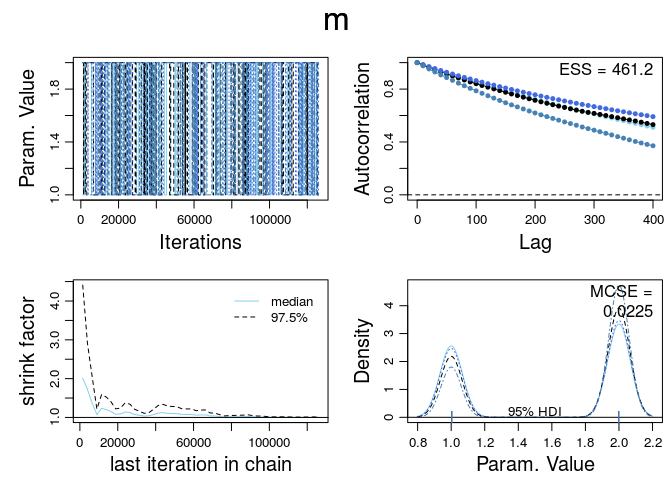 m
Param. Value
1.0 1.4 1.8
0 20000 60000 100000
Iterations
Autocorrelation
0.0 0.4 0.8
ESS = 461.2
0 100 200 300 400
Lag
shrink factor
1.0 2.0 3.0 4.0
median
97.5%
0 20000 60000 100000
last iteration in chain
Density
0 1 2 3 4
MCSE =
0.0225
95% HDI
0.8 1.0 1.2 1.4 1.6 1.8 2.0 2.2
Param. Value